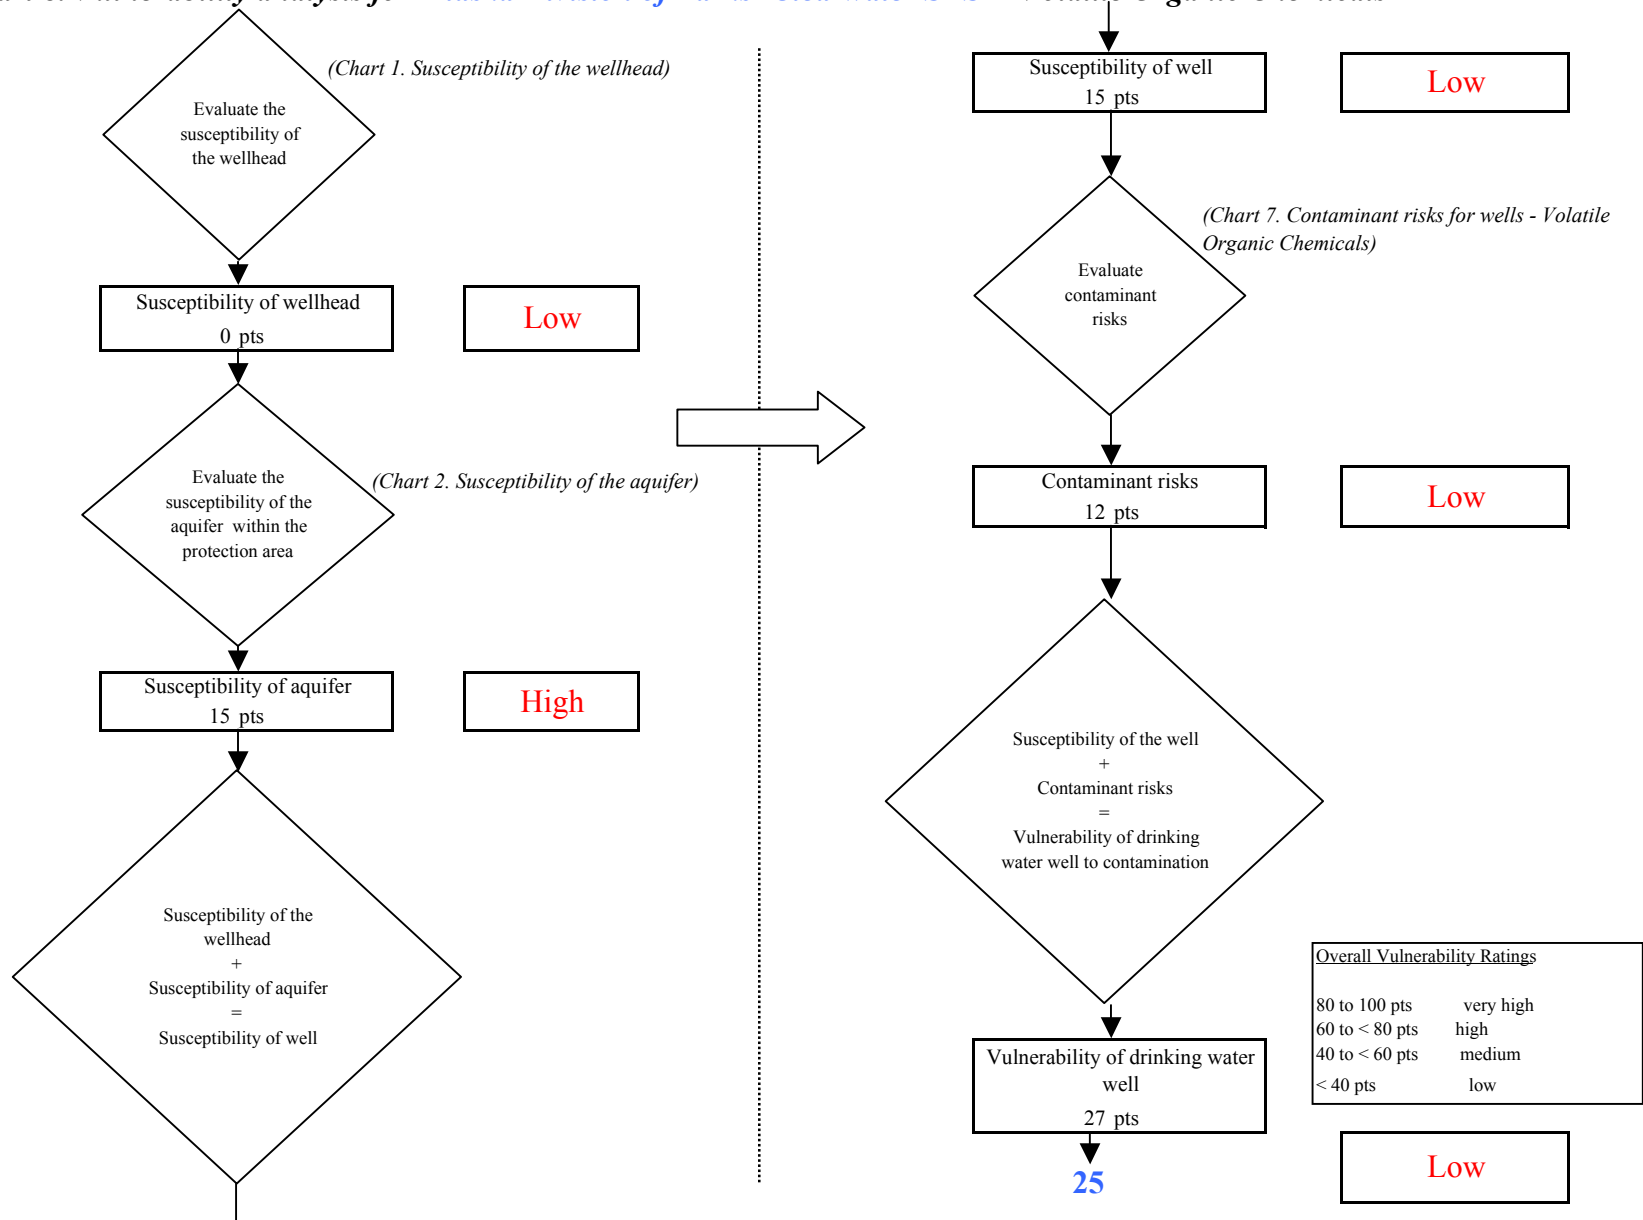 Volatile Organic Chemicals
(Chart 1. Susceptibility of the wellhead)
Evaluate the
susceptibility of
the wellhead
Susceptibility of wellhead
0 pts
Low
Evaluate the
susceptibility of the
aquifer within the
protection area
(Chart 2. Susceptibility of the aquifer)
Susceptibility of aquifer
15 pts
High
Susceptibility of the
wellhead
+
Susceptibility of aquifer
=
Susceptibility of well
Susceptibility of well
15 pts
Low
(Chart 7. Contaminant risks for wells - Volatile
Organic Chemicals)
Evaluate
contaminant
risks
Contaminant risks
12 pts
Low
Susceptibility of the well
+
Contaminant risks
=
Vulnerability of drinking
water well to contamination
Overall Vulnerability Ratings
80 to 100 pts very high
60 to < 80 pts high
40 to < 60 pts medium
< 40 pts low
Vulnerability of drinking water
well
27 pts
25
Low